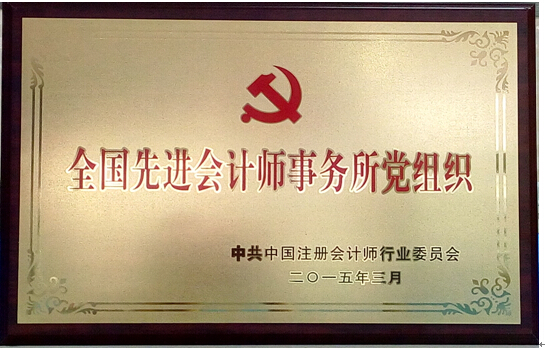 全国先进会计师事务所党组织
中共中国注册会计师行业委员会
二〇一五年三月